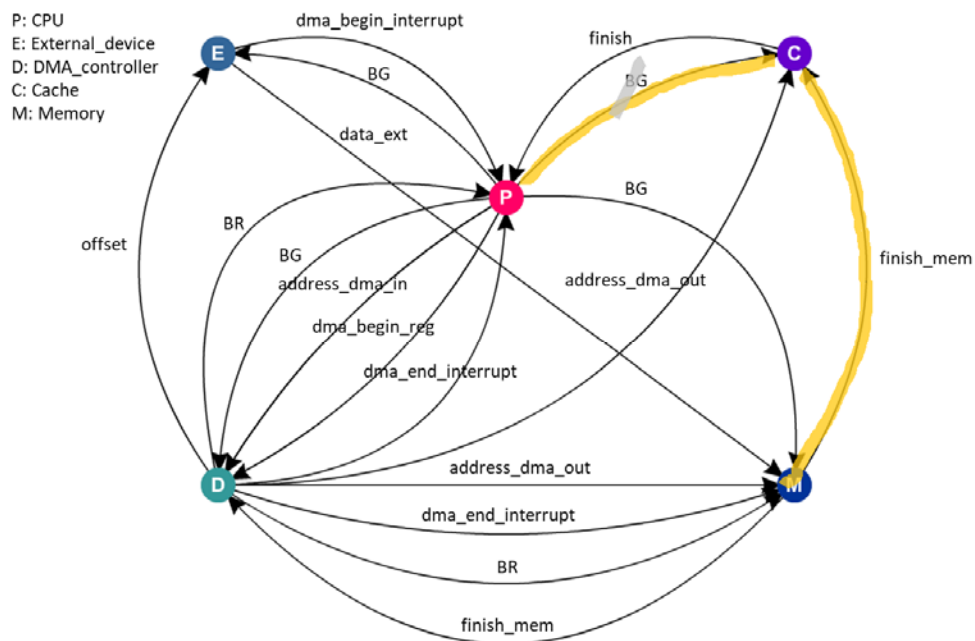 P: CPU
E: External_device
D: DMA_controller
C: Cache
M: Memory
dma_begin_interrupt
finish
E
C
BG
BG
data_ext
P
BG
BR
offset
BG
address_dma_in
address_dma_out
finish_mem
dma_begin_reg
dma_end_interrupt
address_dma_out
D
M
dma_end_interrupt
BR
finish_mem